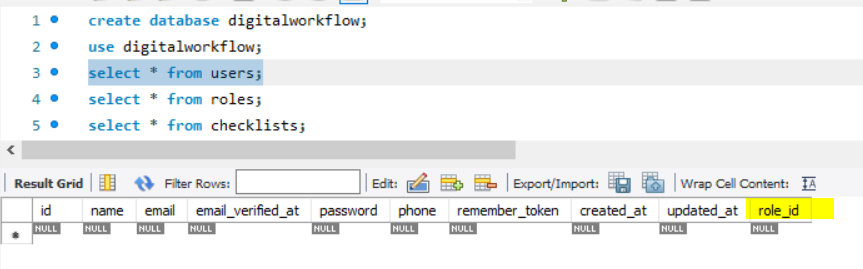 1 create database digitalworkflow;
2 use digitalworkflow;
3 select * from users;
4 select * from roles;
5 select * from checklists;
Result Grid Filter Rows: Edit: Export/Import: Wrap Cell Content:
id name email email_verified_at password phone remember_token created_at updated_at role_id
NULL NULL NULL NULL NULL NULL NULL NULL NULL NULL